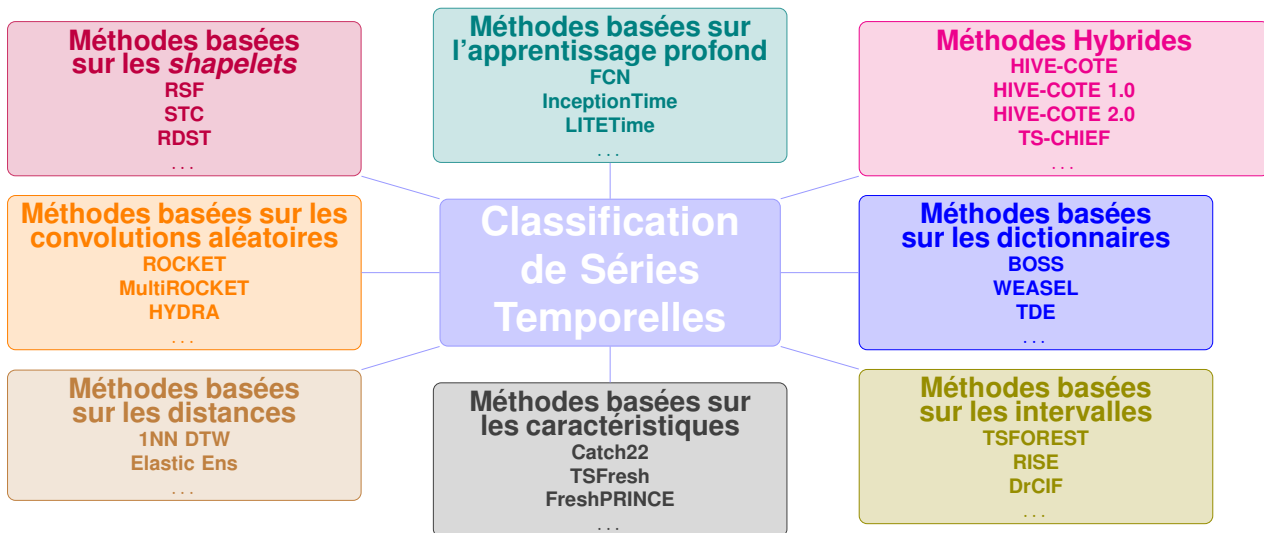 Méthodes basées
sur les shapelets
RSF
STC
RDST
. . .
Méthodes basées sur
l'apprentissage profond
FCN
InceptionTime
LITETime
. . .
Méthodes Hybrides
HIVE-COTE
HIVE-COTE 1.0
HIVE-COTE 2.0
TS-CHIEF
. . .
Méthodes basées sur les
convolutions aléatoires
ROCKET
MultiROCKET
HYDRA
. . .
Classification
de Séries
Temporelles
Méthodes basées
sur les dictionnaires
BOSS
WEASEL
TDE
. . .
Méthodes basées
sur les distances
1NN DTW
Elastic Ens
. . .
Méthodes basées sur
les caractéristiques
Catch22
TSFresh
FreshPRINCE
. . .
Méthodes basées
sur les intervalles
TSFOREST
RISE
DrCIF
. . .